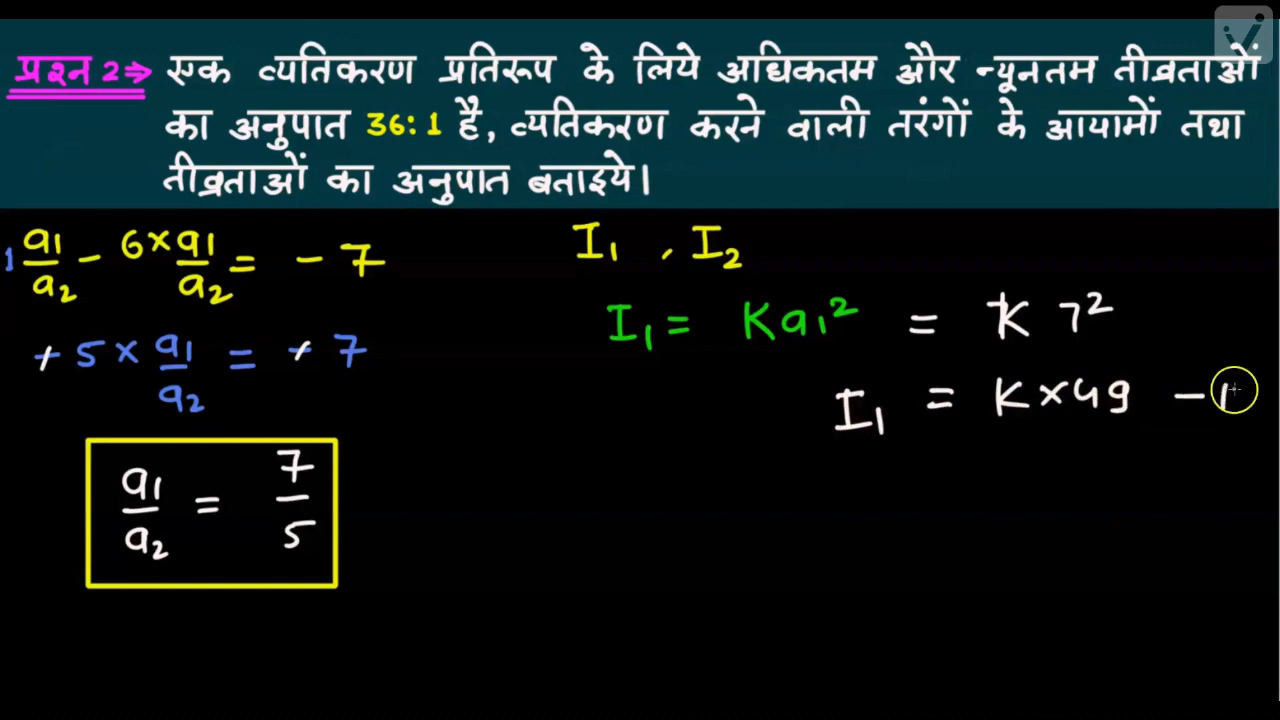 प्रश्न 2⇒ एक व्यतिकरण प्रतिरूप के लिये अधिकतम और न्यूनतम तीव्रताओं
का अनुपात 36:1 है, व्यतिकरण करने वाली तरंगों के आयामों तथा
तीव्रताओं का अनुपात बताइये।
1 a1/a2 - 6×a1/a2 = - 7
+ 5 × a1/a2 = + 7
a1/a2 = 7/5
I1 , I2
I1 = Ka1² = K 7²
I1 = K×49 - 1